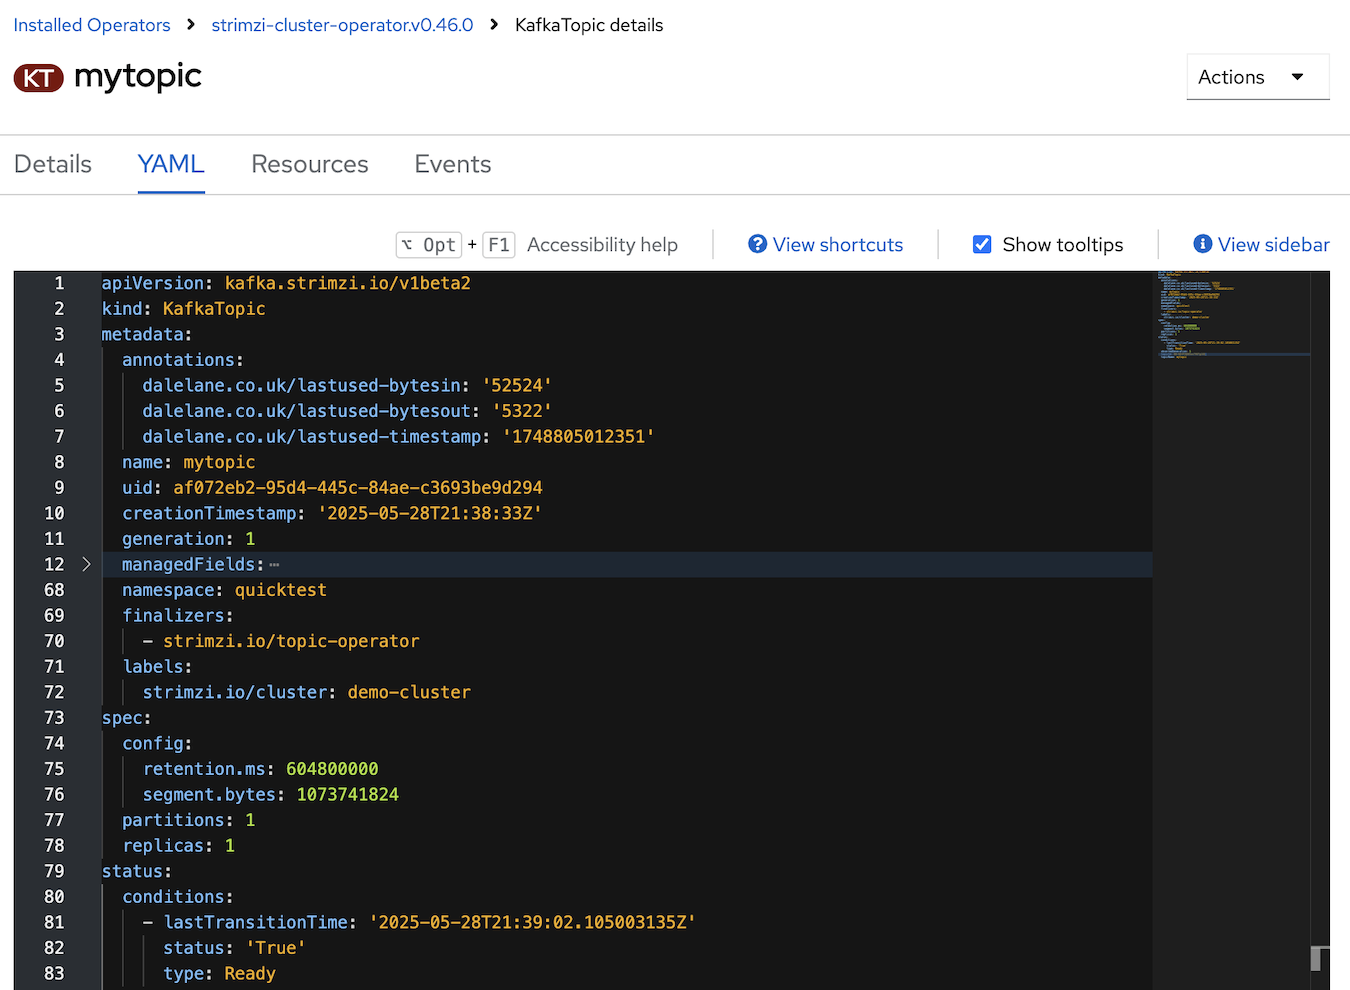 Installed Operators > strimzi-cluster-operator.v0.46.0 > KafkaTopic details
KT mytopic
Actions
Details YAML Resources Events
⌥ Opt + F1 Accessibility help View shortcuts Show tooltips View sidebar
1 apiVersion: kafka.strimzi.io/v1beta2
2 kind: KafkaTopic
3 metadata:
4 annotations:
5 dalelane.co.uk/lastused-bytesin: '52524'
6 dalelane.co.uk/lastused-bytesout: '5322'
7 dalelane.co.uk/lastused-timestamp: '1748805012351'
8 name: mytopic
9 uid: af072eb2-95d4-445c-84ae-c3693be9d294
10 creationTimestamp: '2025-05-28T21:38:33Z'
11 generation: 1
12 managedFields: ⋯
68 namespace: quicktest
69 finalizers:
70 - strimzi.io/topic-operator
71 labels:
72 strimzi.io/cluster: demo-cluster
73 spec:
74 config:
75 retention.ms: 604800000
76 segment.bytes: 1073741824
77 partitions: 1
78 replicas: 1
79 status:
80 conditions:
81 - lastTransitionTime: '2025-05-28T21:39:02.105003135Z'
82 status: 'True'
83 type: Ready